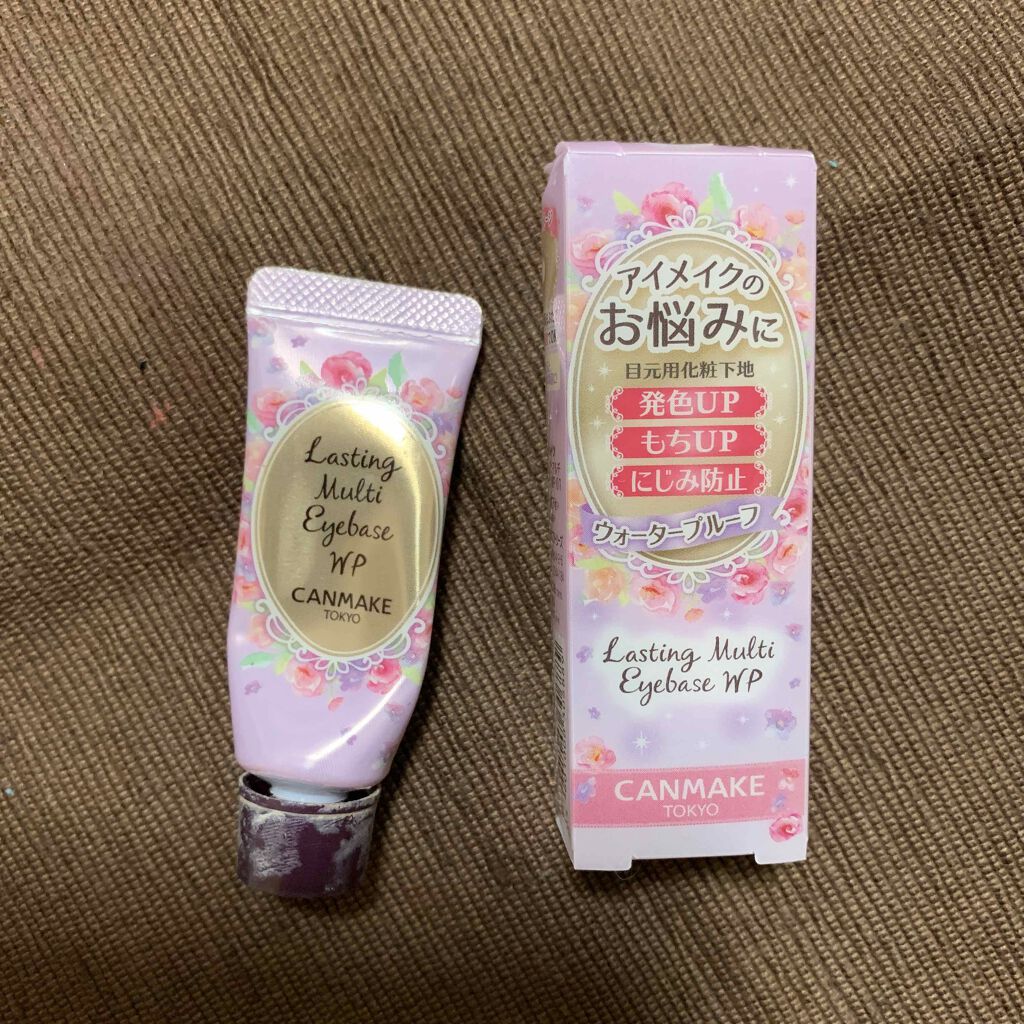 Lasting
Multi
Eyebase
WP
CANMAKE
TOKYO
アイメイクの
お悩みに
目元用化粧下地
発色UP
もちUP
にじみ防止
ウォータープルーフ
Lasting Multi
Eyebase WP
CANMAKE
TOKYO